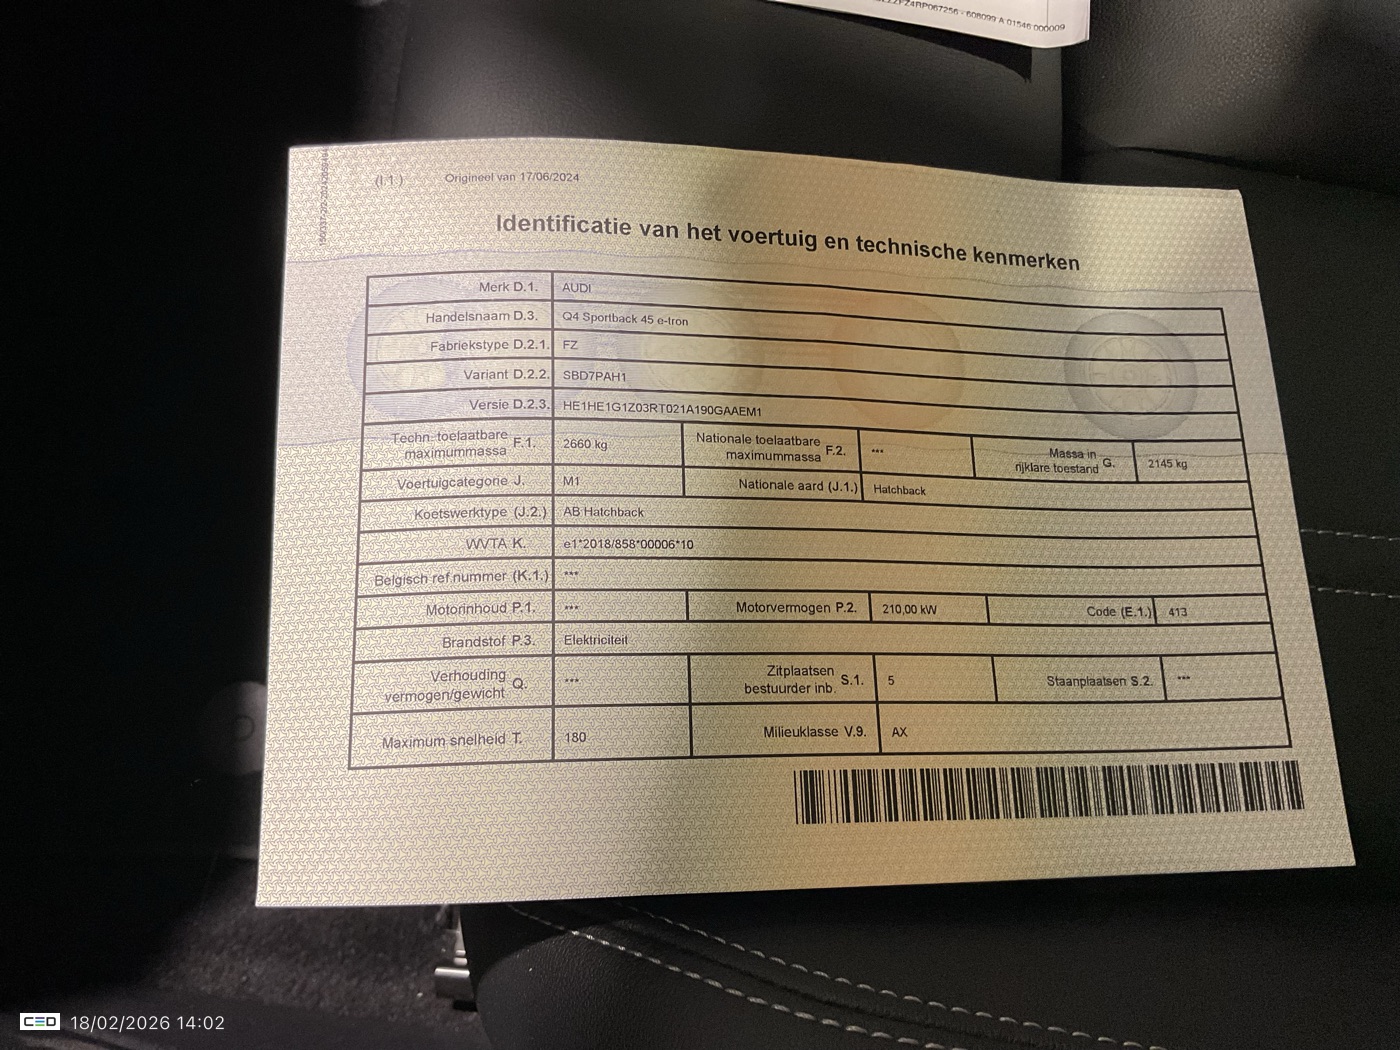 Z4RP067256 - 608099 A 01546 000009
(I.1.) Origineel van 17/06/2024
Identificatie van het voertuig en technische kenmerken
Merk D.1. AUDI
Handelsnaam D.3. Q4 Sportback 45 e-tron
Fabriekstype D.2.1. FZ
Variant D.2.2. SBD7PAH1
Versie D.2.3. HE1HE1G1Z03RT021A190GAAEM1
Techn. toelaatbare maximummassa F.1. 2660 kg Nationale toelaatbare maximummassa F.2. *** Massa in rijklare toestand G. 2145 kg
Voertuigcategorie J. M1 Nationale aard (J.1.) Hatchback
Koetswerktype (J.2.) AB Hatchback
WVTA K. e1*2018/858*00006*10
Belgisch ref.nummer (K.1.) ***
Motorinhoud P.1. *** Motorvermogen P.2. 210,00 kW Code (E.1.) 413
Brandstof P.3. Elektriciteit
Verhouding vermogen/gewicht Q. *** Zitplaatsen bestuurder inb. S.1. 5 Staanplaatsen S.2. ***
Maximum snelheid T. 180 Milieuklasse V.9. AX
CED 18/02/2026 14:02